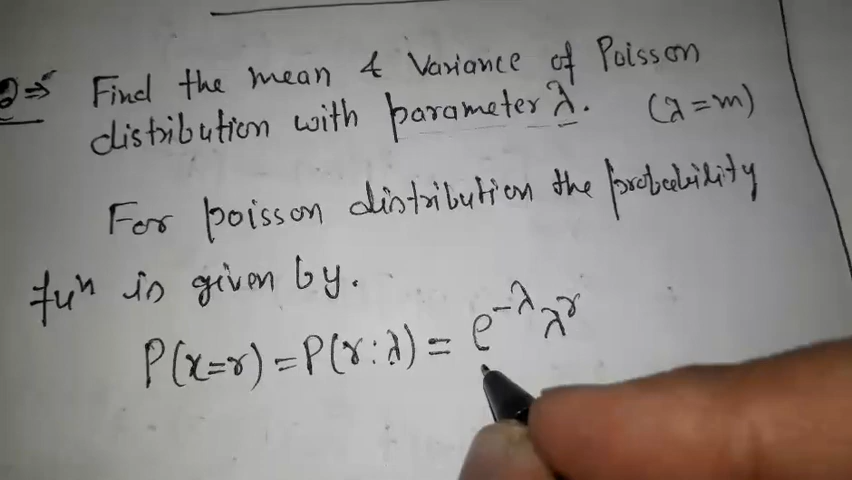 Q⇒ Find the mean & Variance of Poisson
distribution with parameter λ. (λ=m)
For poisson distribution the probability
fuⁿ is given by.
P(x=r) = P(r:λ) = e^-λ λ^r